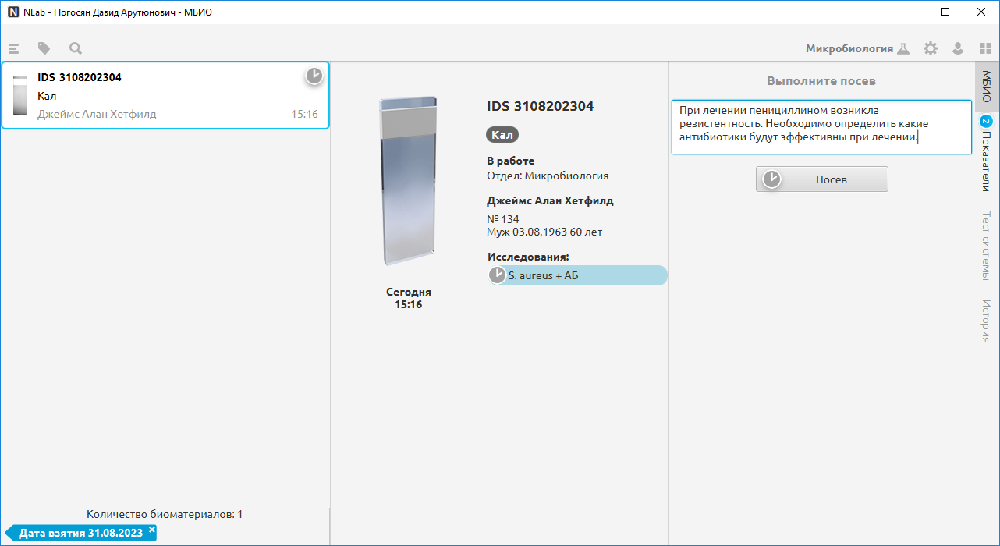 NLab - Погосян Давид Арутюнович - МБИО
Микробиология
IDS 3108202304
Кал
Джеймс Алан Хетфилд
15:16
Количество биоматериалов: 1
Дата взятия 31.08.2023
Сегодня
15:16
IDS 3108202304
Кал
В работе
Отдел: Микробиология
Джеймс Алан Хетфилд
№ 134
Муж 03.08.1963 60 лет
Исследования:
S. aureus + АБ
Выполните посев
При лечении пенициллином возникла
резистентность. Необходимо определить какие
антибиотики будут эффективны при лечении.
Посев
МБИО
2 Показатели
Тест системы
История